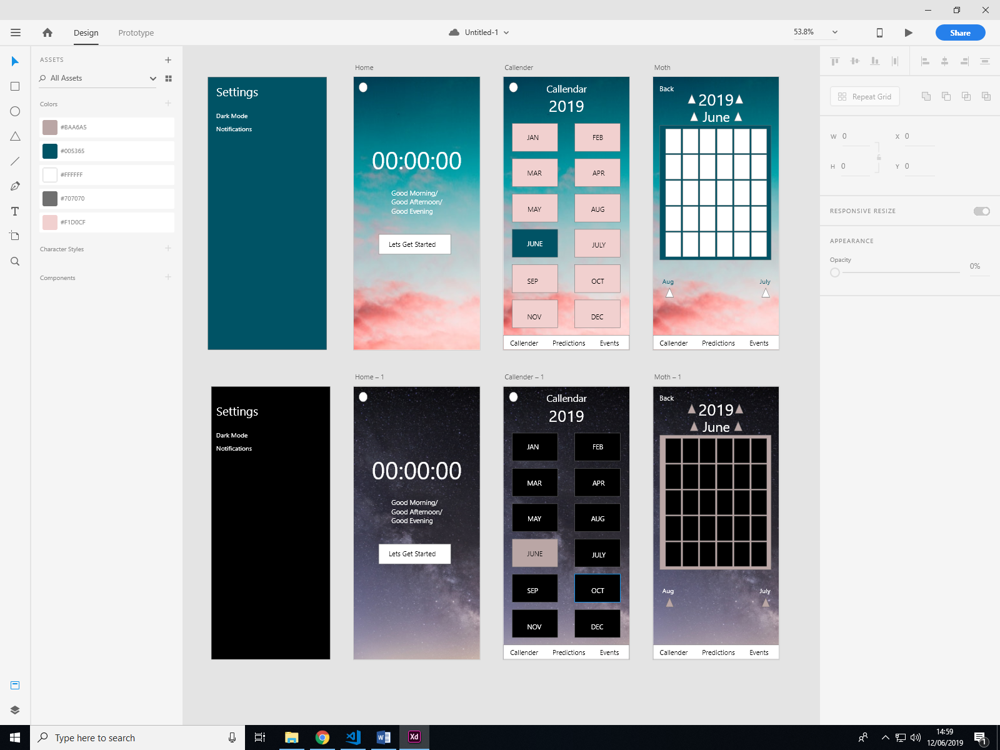 Design
Prototype
Untitled-1
53.8%
Share
ASSETS
All Assets
Colors
#BAA6A5
#005365
#FFFFFF
#707070
#F1D0CF
Character Styles
Components
Settings
Dark Mode
Notifications
Home
00:00:00
Good Morning/
Good Afternoon/
Good Evening
Lets Get Started
Callender
Callendar
2019
JAN
FEB
MAR
APR
MAY
AUG
JUNE
JULY
SEP
OCT
NOV
DEC
Callender Predictions Events
Moth
Back
2019
June
Aug
July
Callender Predictions Events
Settings
Dark Mode
Notifications
Home – 1
00:00:00
Good Morning/
Good Afternoon/
Good Evening
Lets Get Started
Callender – 1
Callendar
2019
JAN
FEB
MAR
APR
MAY
AUG
JUNE
JULY
SEP
OCT
NOV
DEC
Callender Predictions Events
Moth – 1
Back
2019
June
Aug
July
Callender Predictions Events
Repeat Grid
W 0
X 0
H 0
Y 0
RESPONSIVE RESIZE
APPEARANCE
Opacity
0%
Type here to search
W
Xd
14:59
12/06/2019
1